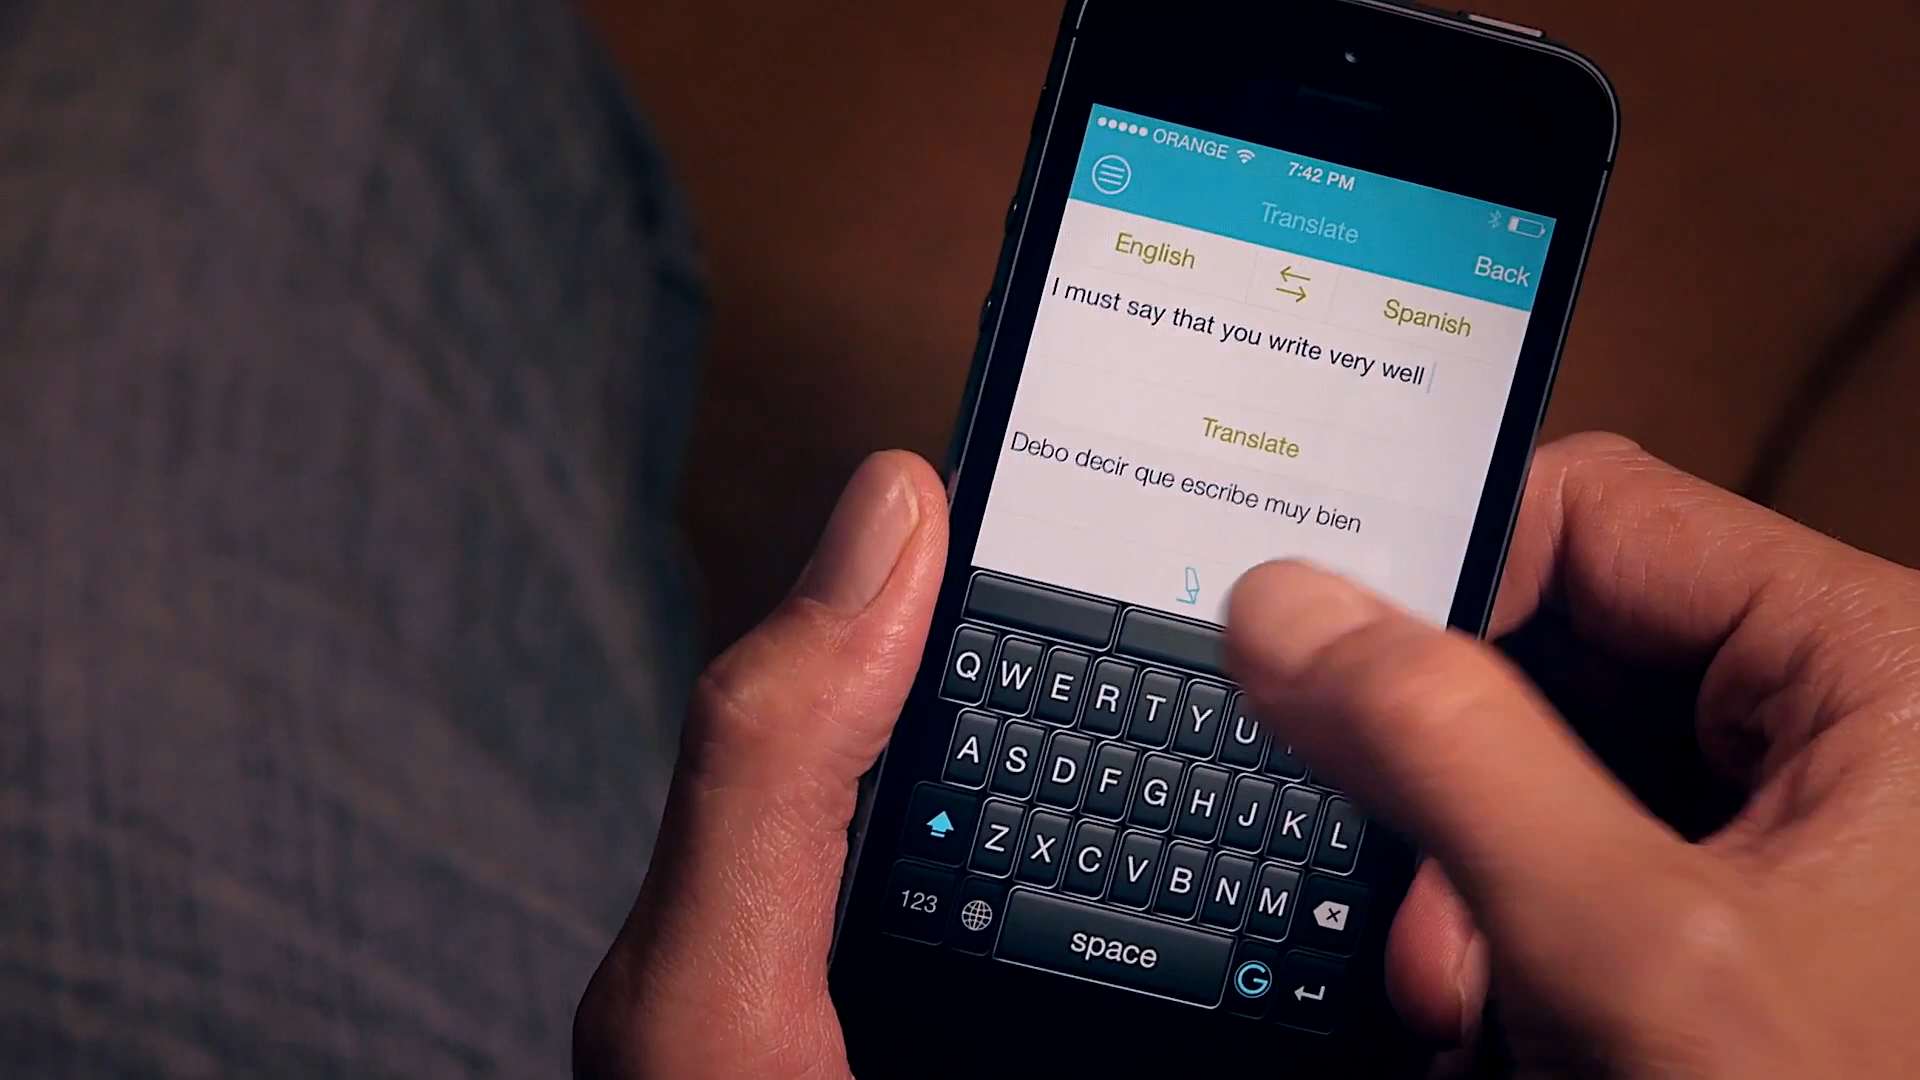 ORANGE 7:42 PM
Translate
Back
English
Spanish
I must say that you write very well
Translate
Debo decir que escribe muy bien
Q W E R T Y U
A S D F G H J K L
Z X C V B N M
123 space G